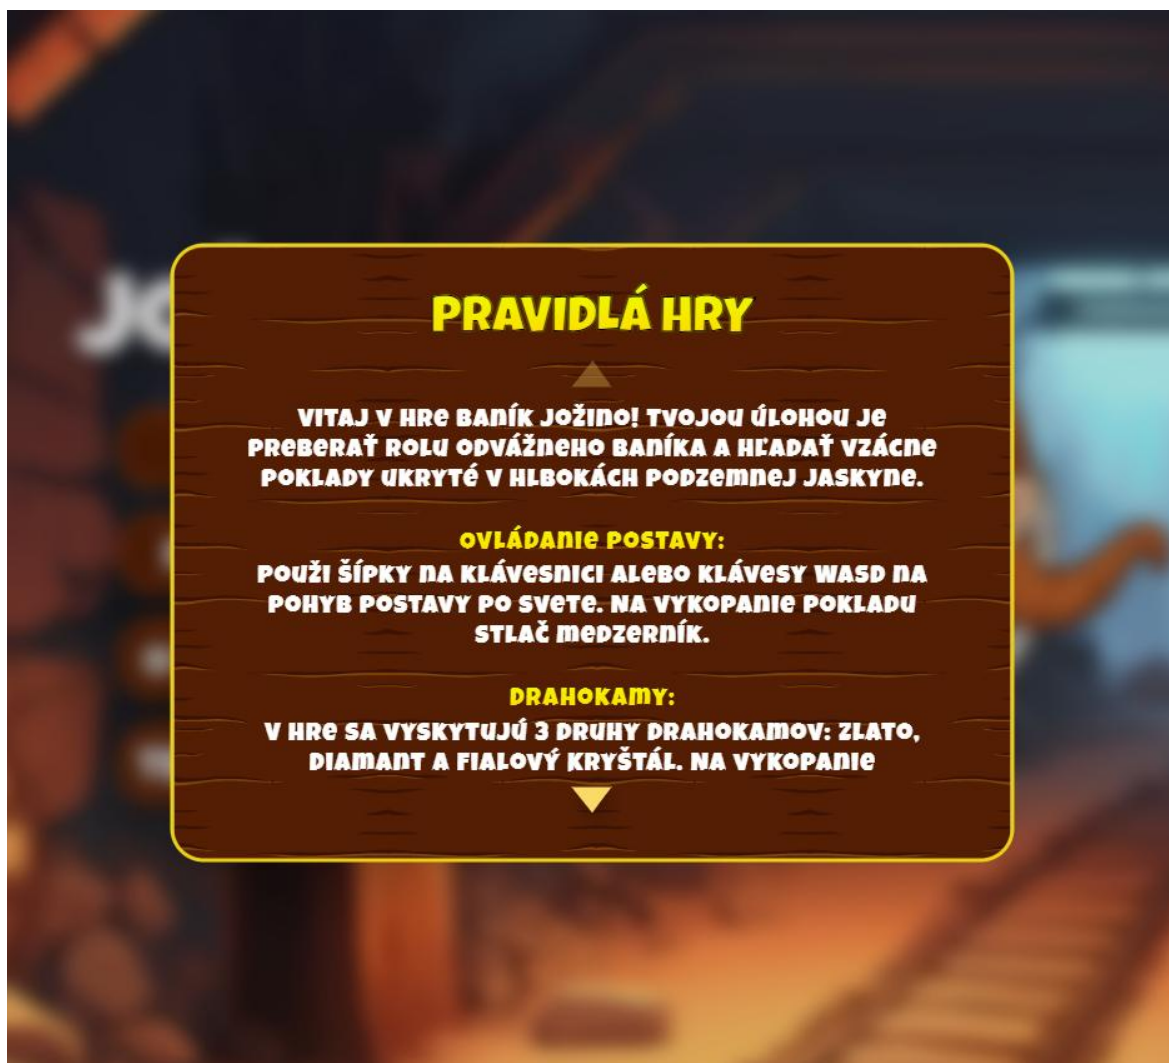 PRAVIDLÁ HRY
VITAJ V HRE BANÍK JOŽINO! TVOJOU ÚLOHOU JE
PREBERAŤ ROLU ODVÁŽNEHO BANÍKA A HĽADAŤ VZÁCNE
POKLADY UKRYTÉ V HLBOKÁCH PODZEMNEJ JASKYNE.
OVLÁDANIE POSTAVY:
POUŽI ŠÍPKY NA KLÁVESNICI ALEBO KLÁVESY WASD NA
POHYB POSTAVY PO SVETE. NA VYKOPANIE POKLADU
STLAČ MEDZERNÍK.
DRAHOKAMY:
V HRE SA VYSKYTUJÚ 3 DRUHY DRAHOKAMOV: ZLATO,
DIAMANT A FIALOVÝ KRYŠTÁL. NA VYKOPANIE